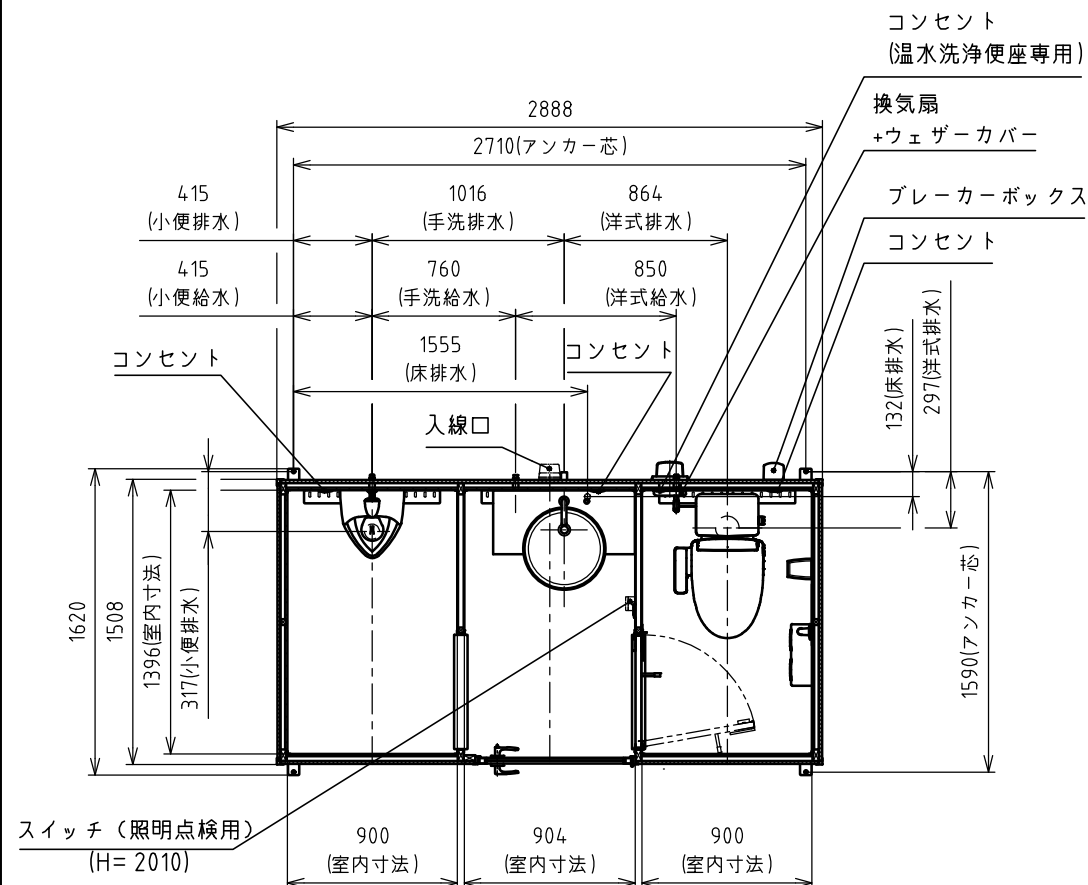 コンセント
(温水洗浄便座専用)
換気扇
+ウェザーカバー
ブレーカーボックス
コンセント
2888
2710(アンカー芯)
415
(小便排水)
1016
(手洗排水)
864
(洋式排水)
415
(小便給水)
760
(手洗給水)
850
(洋式給水)
1555
(床排水)
コンセント
コンセント
入線口
132(床排水)
297(洋式排水)
1620
1508
1396(室内寸法)
317(小便排水)
1590(アンカー芯)
スイッチ(照明点検用)
(H=2010)
900
(室内寸法)
904
(室内寸法)
900
(室内寸法)